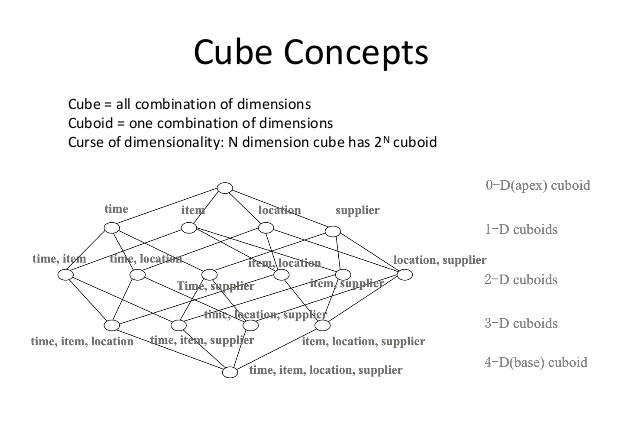 Cube Concepts
Cube = all combination of dimensions
Cuboid = one combination of dimensions
Curse of dimensionality: N dimension cube has 2ᴺ cuboid
0-D(apex) cuboid
time
item
location
supplier
1-D cuboids
time, item
time, location
item, location
location, supplier
Time, supplier
item, supplier
2-D cuboids
time, location, supplier
3-D cuboids
time, item, location
time, item, supplier
item, location, supplier
4-D(base) cuboid
time, item, location, supplier